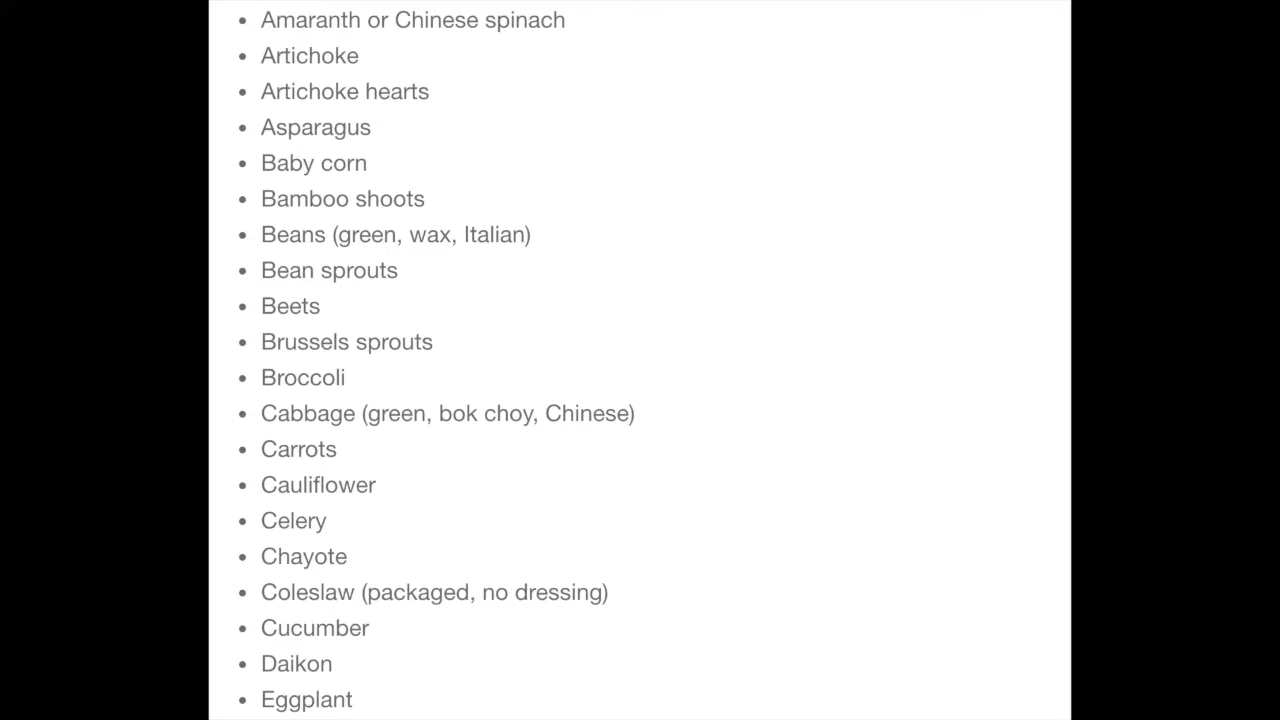 • Amaranth or Chinese spinach
• Artichoke
• Artichoke hearts
• Asparagus
• Baby corn
• Bamboo shoots
• Beans (green, wax, Italian)
• Bean sprouts
• Beets
• Brussels sprouts
• Broccoli
• Cabbage (green, bok choy, Chinese)
• Carrots
• Cauliflower
• Celery
• Chayote
• Coleslaw (packaged, no dressing)
• Cucumber
• Daikon
• Eggplant